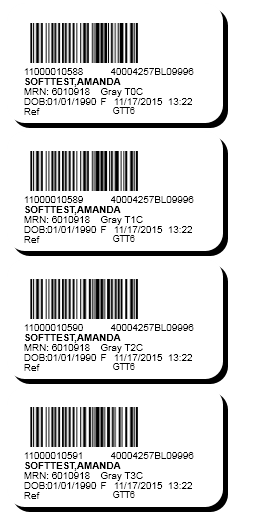 11000010588 40004257BL09996
SOFTTEST,AMANDA
MRN: 6010918 Gray T0C
DOB:01/01/1990 F 11/17/2015 13:22
Ref GTT6
11000010589 40004257BL09996
SOFTTEST,AMANDA
MRN: 6010918 Gray T1C
DOB:01/01/1990 F 11/17/2015 13:22
Ref GTT6
11000010590 40004257BL09996
SOFTTEST,AMANDA
MRN: 6010918 Gray T2C
DOB:01/01/1990 F 11/17/2015 13:22
Ref GTT6
11000010591 40004257BL09996
SOFTTEST,AMANDA
MRN: 6010918 Gray T3C
DOB:01/01/1990 F 11/17/2015 13:22
Ref GTT6